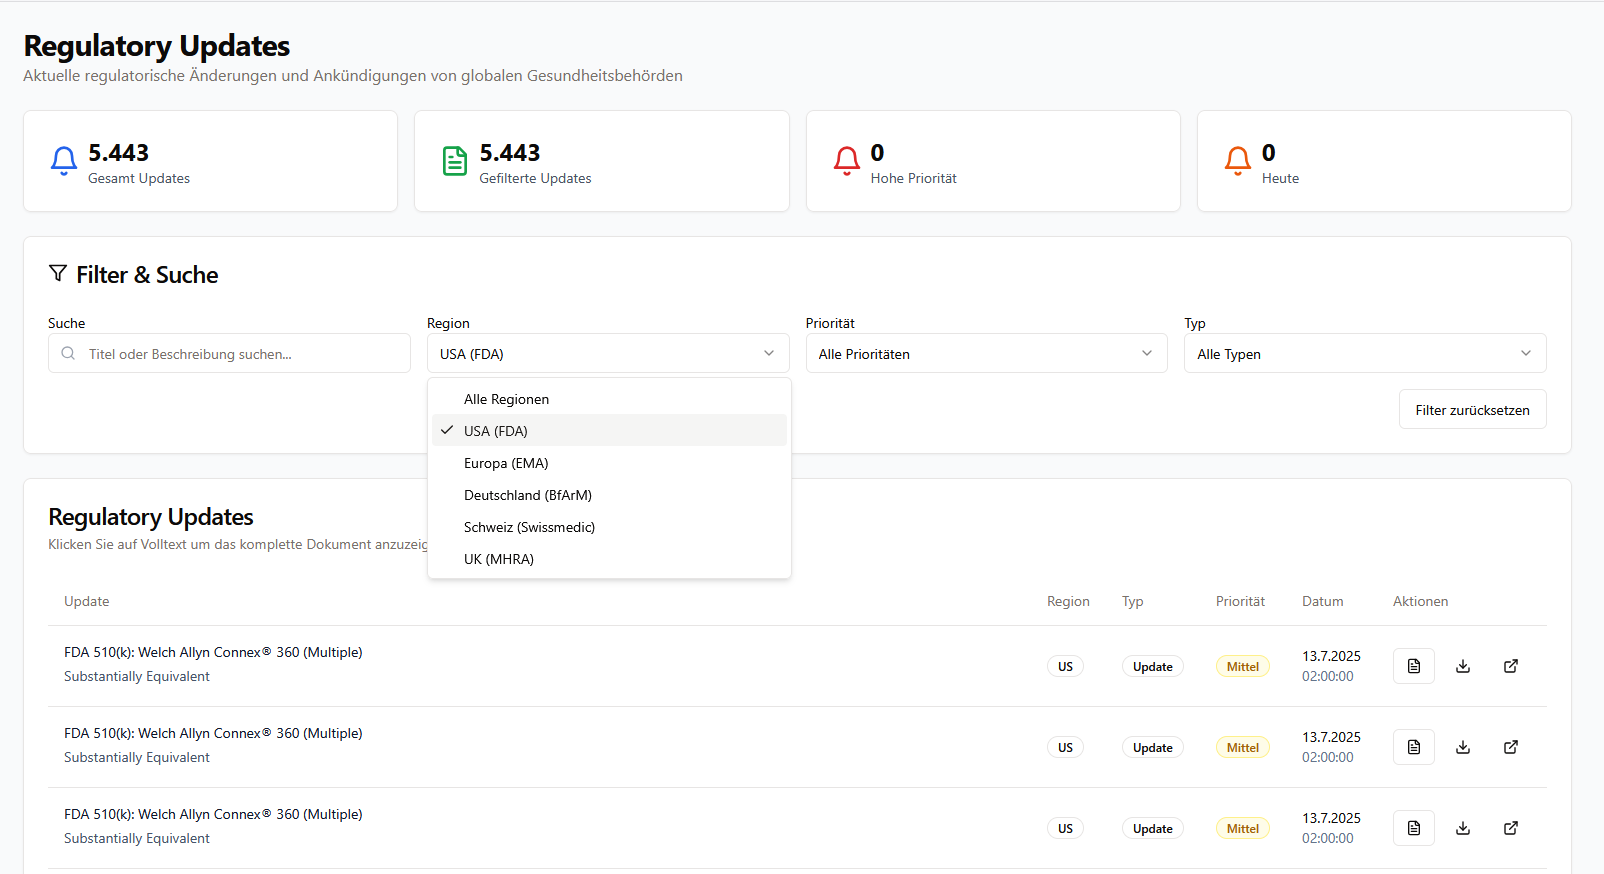 Regulatory Updates
Aktuelle regulatorische Änderungen und Ankündigungen von globalen Gesundheitsbehörden
5.443
Gesamt Updates
5.443
Gefilterte Updates
0
Hohe Priorität
0
Heute
Filter & Suche
Suche
Titel oder Beschreibung suchen...
Region
USA (FDA)
Priorität
Alle Prioritäten
Typ
Alle Typen
Alle Regionen
USA (FDA)
Europa (EMA)
Deutschland (BfArM)
Schweiz (Swissmedic)
UK (MHRA)
Filter zurücksetzen
Regulatory Updates
Klicken Sie auf Volltext um das komplette Dokument anzuzeig
Update Region Typ Priorität Datum Aktionen
FDA 510(k): Welch Allyn Connex® 360 (Multiple)
Substantially Equivalent
US Update Mittel
13.7.2025
02:00:00
FDA 510(k): Welch Allyn Connex® 360 (Multiple)
Substantially Equivalent
US Update Mittel
13.7.2025
02:00:00
FDA 510(k): Welch Allyn Connex® 360 (Multiple)
Substantially Equivalent
US Update Mittel
13.7.2025
02:00:00